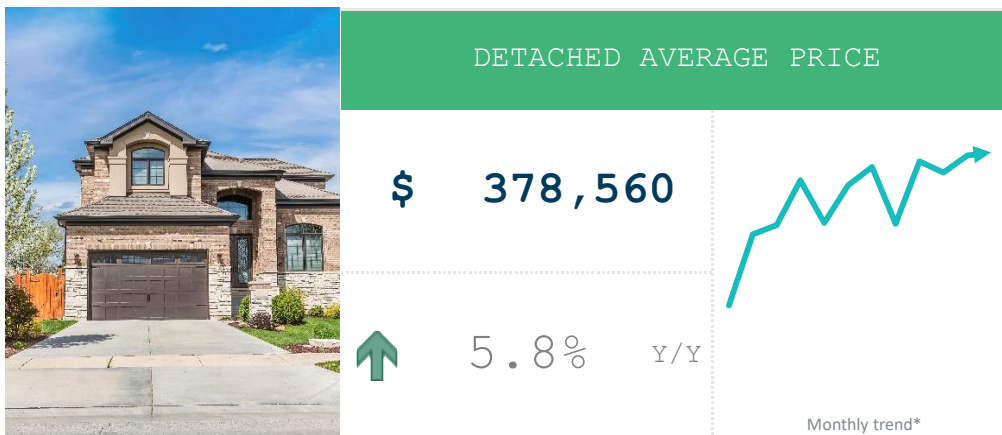 DETACHED AVERAGE PRICE
$ 378,560
5.8% Y/Y
Monthly trend*